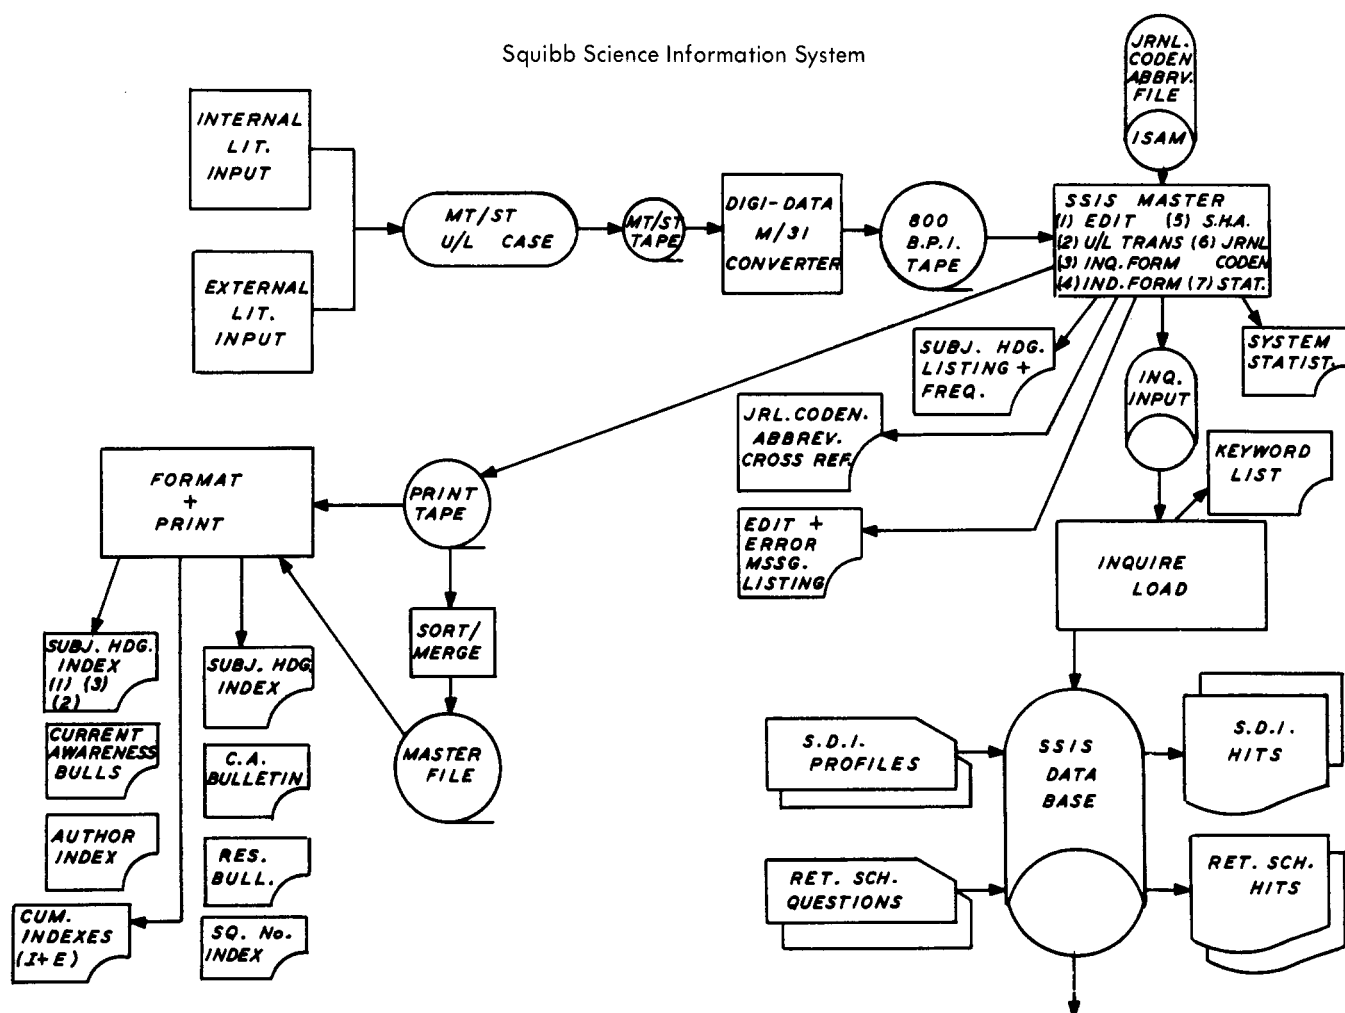 Squibb Science Information System
JRNL.
CODEN
ABBRV.
FILE
ISAM
INTERNAL
LIT.
INPUT
EXTERNAL
LIT.
INPUT
MT/ST
U/L CASE
MT/ST
TAPE
DIGI-DATA
M/31
CONVERTER
800
B.P.I.
TAPE
SSIS MASTER
(1) EDIT (5) S.H.A.
(2) U/L TRANS (6) JRNL
(3) INQ. FORM CODEN
(4) IND. FORM (7) STAT.
SUBJ. HDG.
LISTING +
FREQ.
SYSTEM
STATIST.
INQ.
INPUT
JRL. CODEN.
ABBREV.
CROSS REF.
KEYWORD
LIST
EDIT +
ERROR
MSSG.
LISTING
INQUIRE
LOAD
FORMAT
+
PRINT
PRINT
TAPE
SORT/
MERGE
MASTER
FILE
SUBJ. HDG.
INDEX
(1) (3)
(2)
CURRENT
AWARENESS
BULLS
AUTHOR
INDEX
CUM.
INDEXES
(I+E)
SUBJ. HDG.
INDEX
C.A.
BULLETIN
RES.
BULL.
SQ. No.
INDEX
S.D.I.
PROFILES
RET. SCH.
QUESTIONS
SSIS
DATA
BASE
S.D.I.
HITS
RET. SCH.
HITS